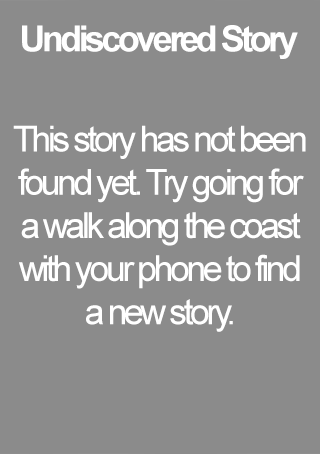 Undiscovered Story
This story has not been
found yet. Try going for
a walk along the coast
with your phone to find
a new story.